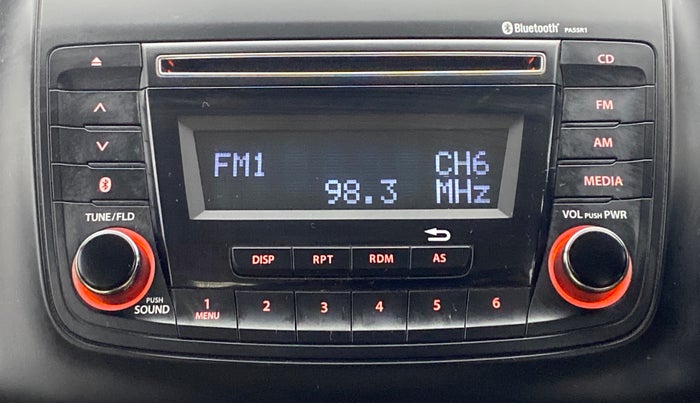 Bluetooth PASSR1
CD
FM
AM
MEDIA
FM1 CH6
98.3 MHz
TUNE/FLD
VOL PUSH PWR
DISP RPT RDM AS
PUSH
SOUND
1 2 3 4 5 6
MENU